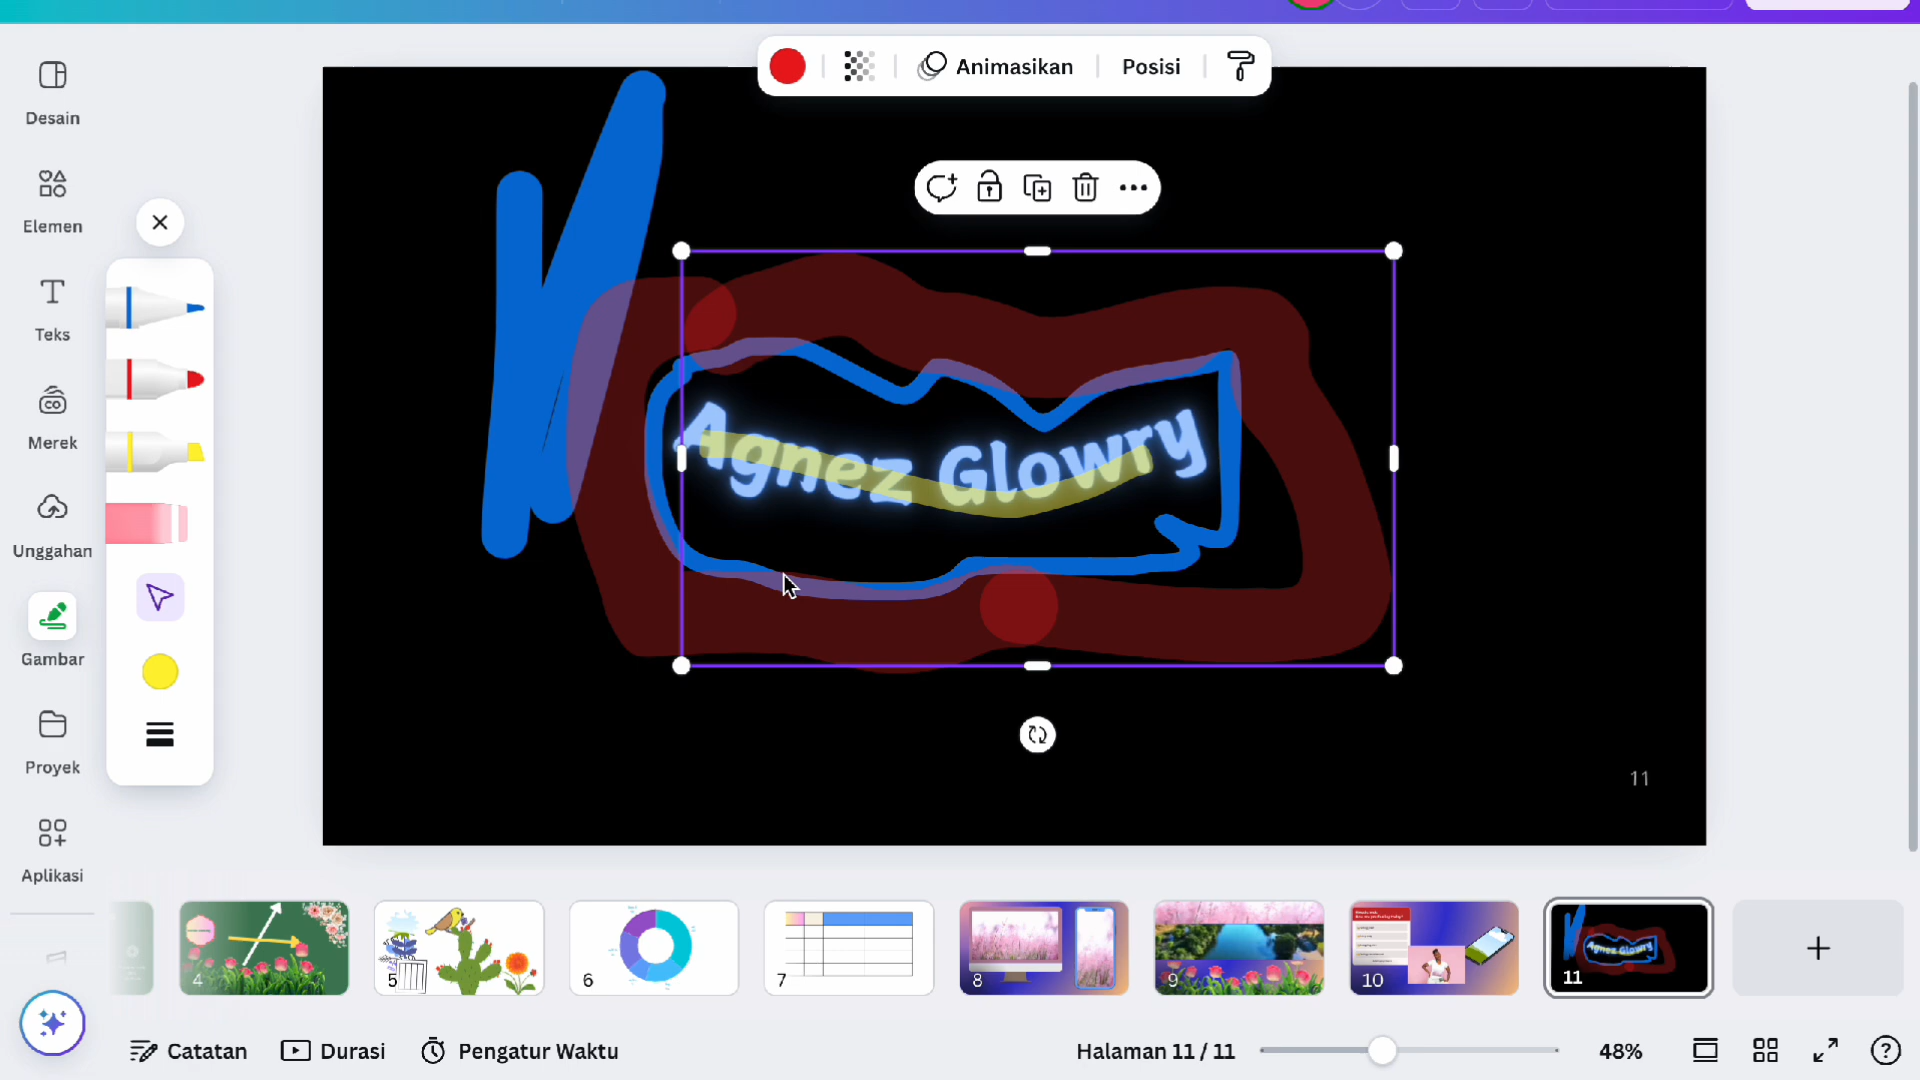 Animasikan
Posisi
Desain
Elemen
Teks
Merek
Unggahan
Gambar
Proyek
Aplikasi
Agnez Glowry
11
4
5
6
7
8
9
10
11
Catatan
Durasi
Pengatur Waktu
Halaman 11 / 11
48%